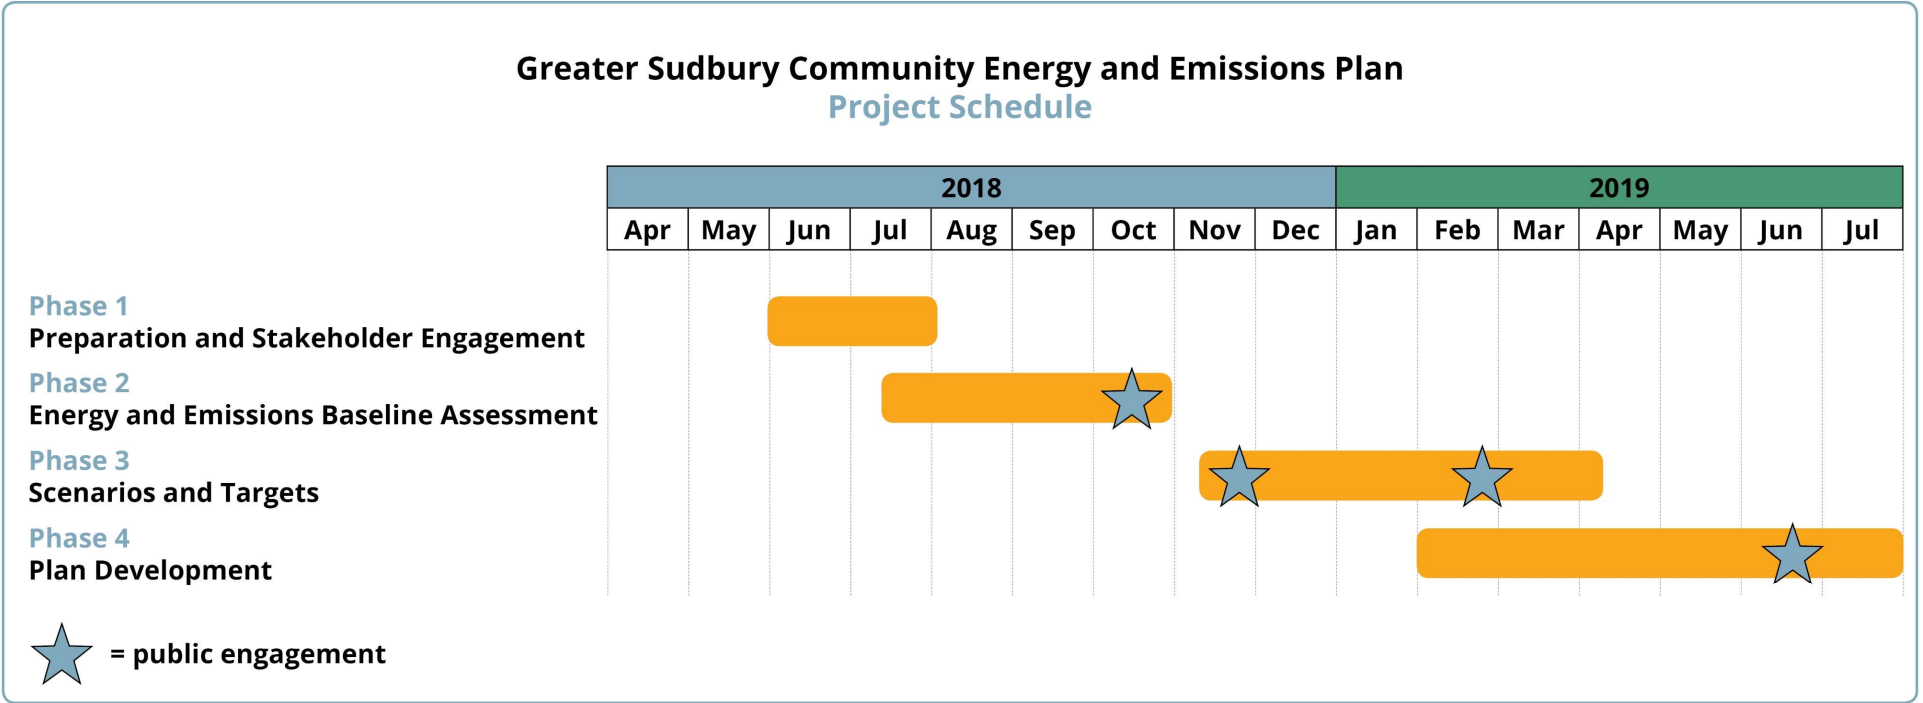 Greater Sudbury Community Energy and Emissions Plan
Project Schedule
2018 2019
Apr May Jun Jul Aug Sep Oct Nov Dec Jan Feb Mar Apr May Jun Jul
Phase 1
Preparation and Stakeholder Engagement
Phase 2
Energy and Emissions Baseline Assessment
Phase 3
Scenarios and Targets
Phase 4
Plan Development
= public engagement